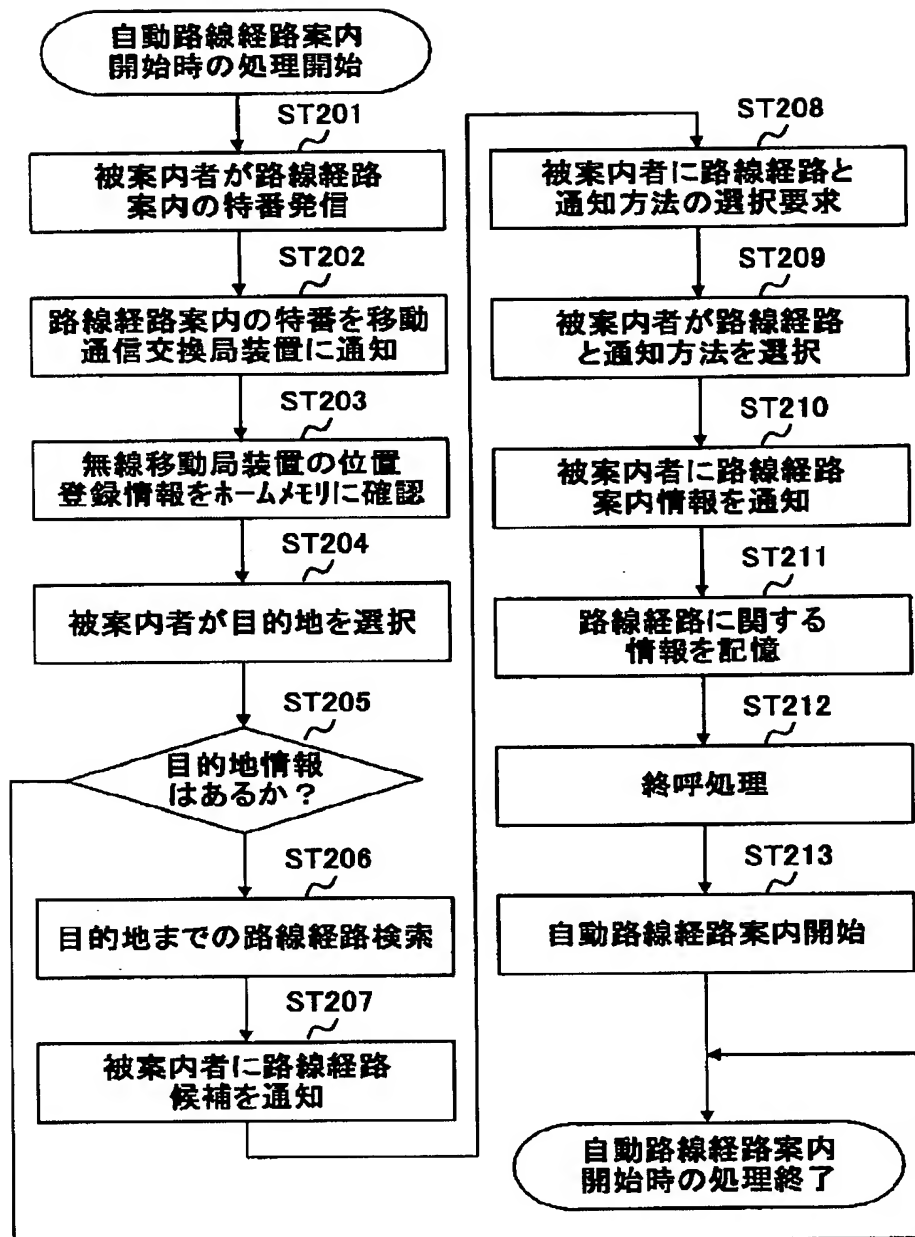 自動路線経路案内
開始時の処理開始
ST201
被案内者が路線経路
案内の特番発信
ST202
路線経路案内の特番を移動
通信交換局装置に通知
ST203
無線移動局装置の位置
登録情報をホームメモリに確認
ST204
被案内者が目的地を選択
ST205
目的地情報
はあるか？
ST206
目的地までの路線経路検索
ST207
被案内者に路線経路
候補を通知
ST208
被案内者に路線経路と
通知方法の選択要求
ST209
被案内者が路線経路
と通知方法を選択
ST210
被案内者に路線経路
案内情報を通知
ST211
路線経路に関する
情報を記憶
ST212
終呼処理
ST213
自動路線経路案内開始
自動路線経路案内
開始時の処理終了